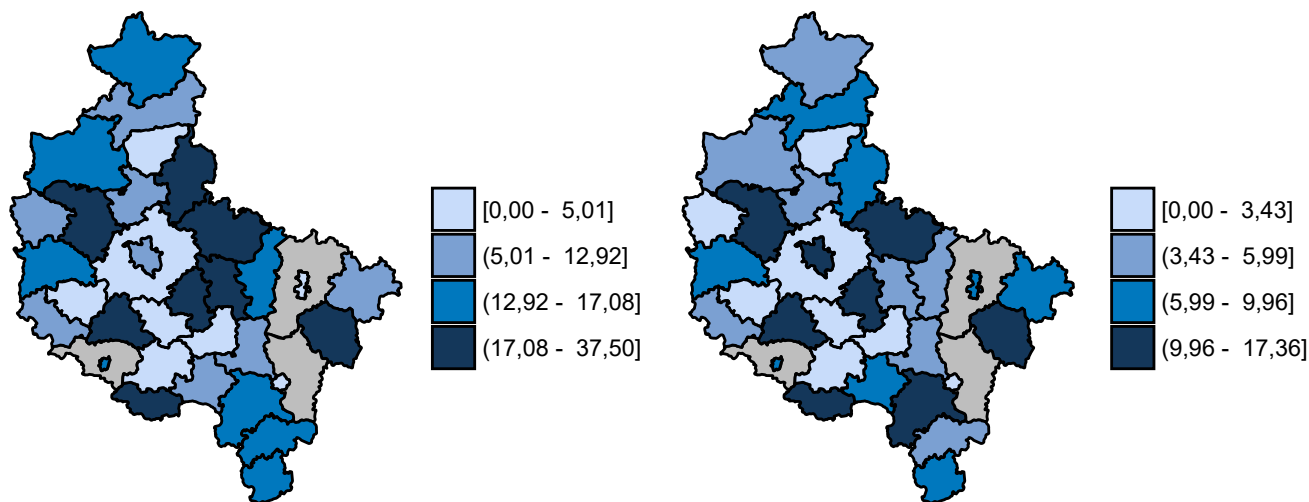 [0,00 - 5,01]
(5,01 - 12,92]
(12,92 - 17,08]
(17,08 - 37,50]
[0,00 - 3,43]
(3,43 - 5,99]
(5,99 - 9,96]
(9,96 - 17,36]